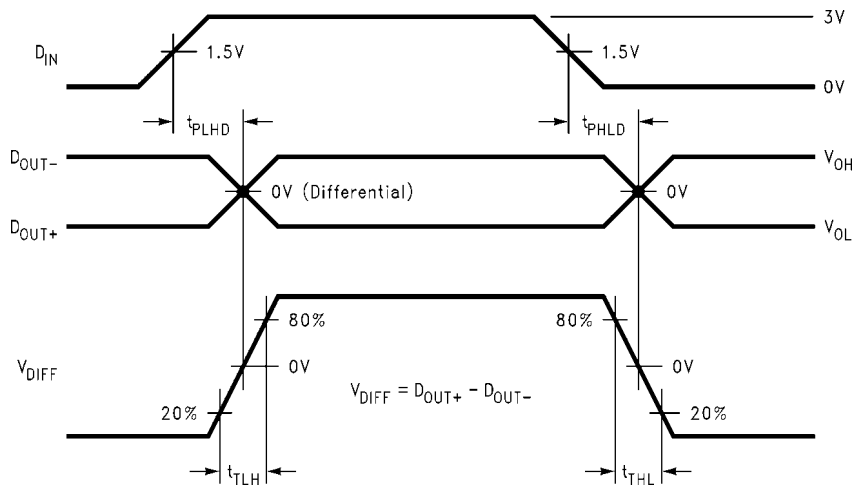 3V
D_IN
1.5V
1.5V
0V
t_PLHD
t_PHLD
D_OUT-
V_OH
0V (Differential)
0V
D_OUT+
V_OL
80%
80%
V_DIFF
0V
0V
V_DIFF = D_OUT+ - D_OUT-
20%
20%
t_TLH
t_THL